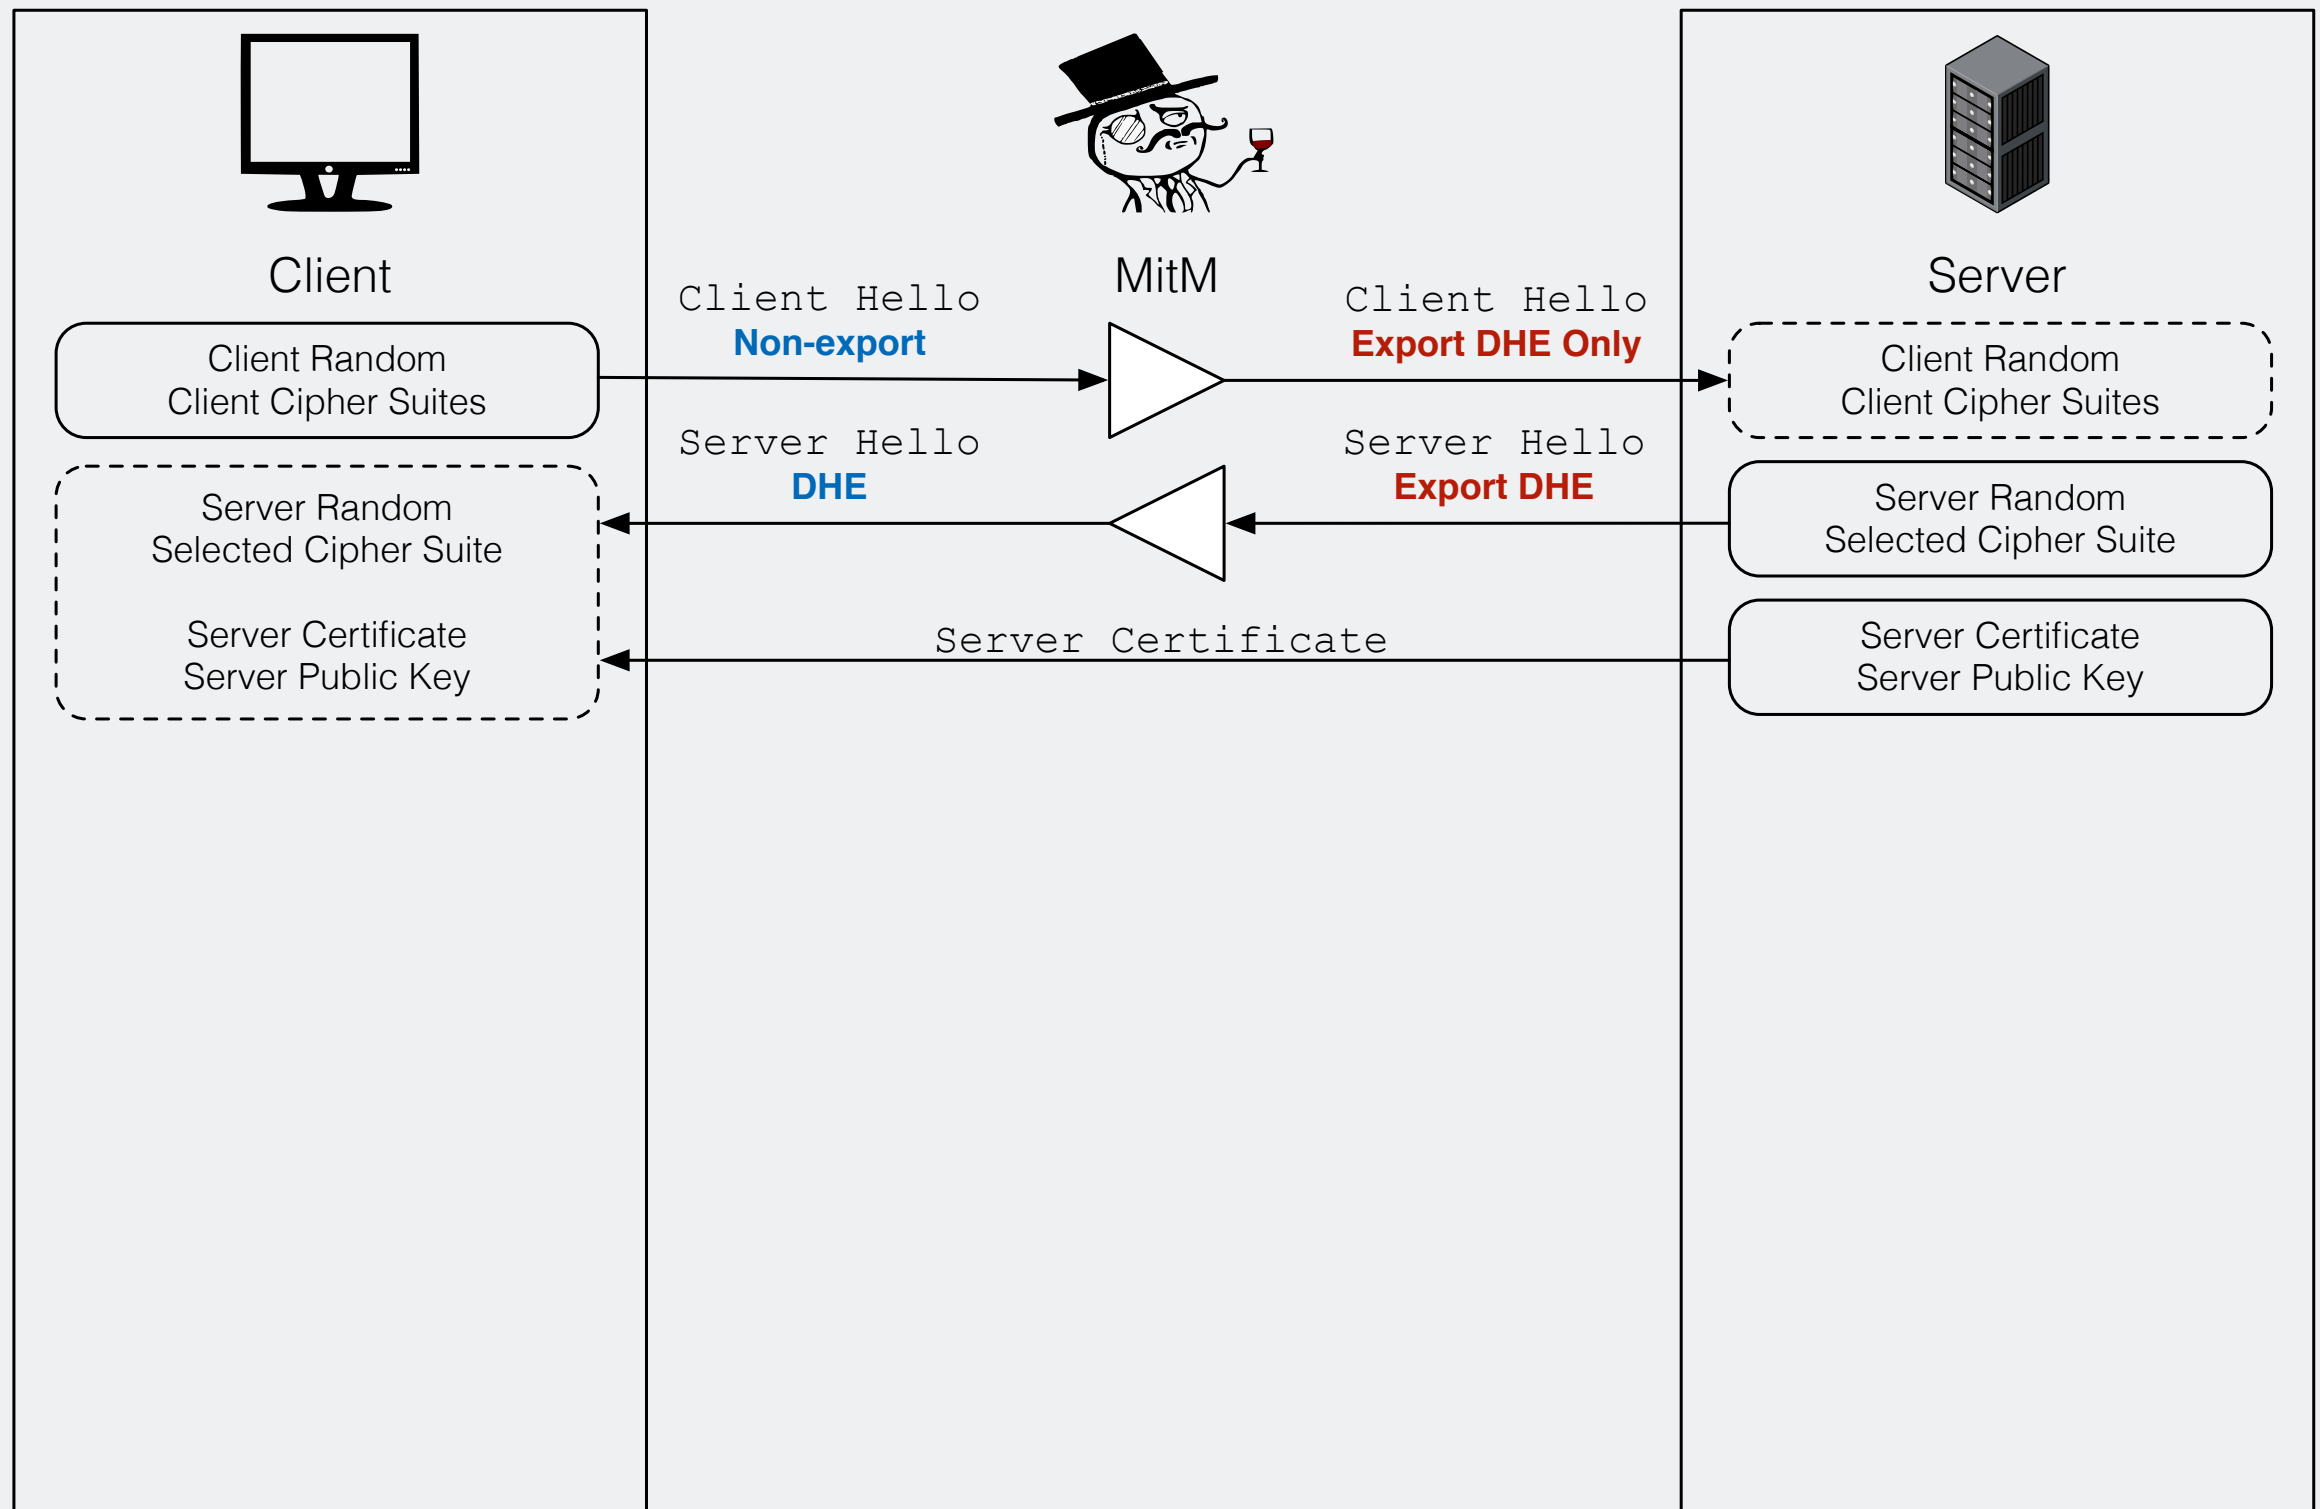 Client
MitM
Server
Client Hello
Non-export
Client Hello
Export DHE Only
Client Random
Client Cipher Suites
Client Random
Client Cipher Suites
Server Hello
DHE
Server Hello
Export DHE
Server Random
Selected Cipher Suite
Server Random
Selected Cipher Suite
Server Certificate
Server Public Key
Server Certificate
Server Certificate
Server Public Key